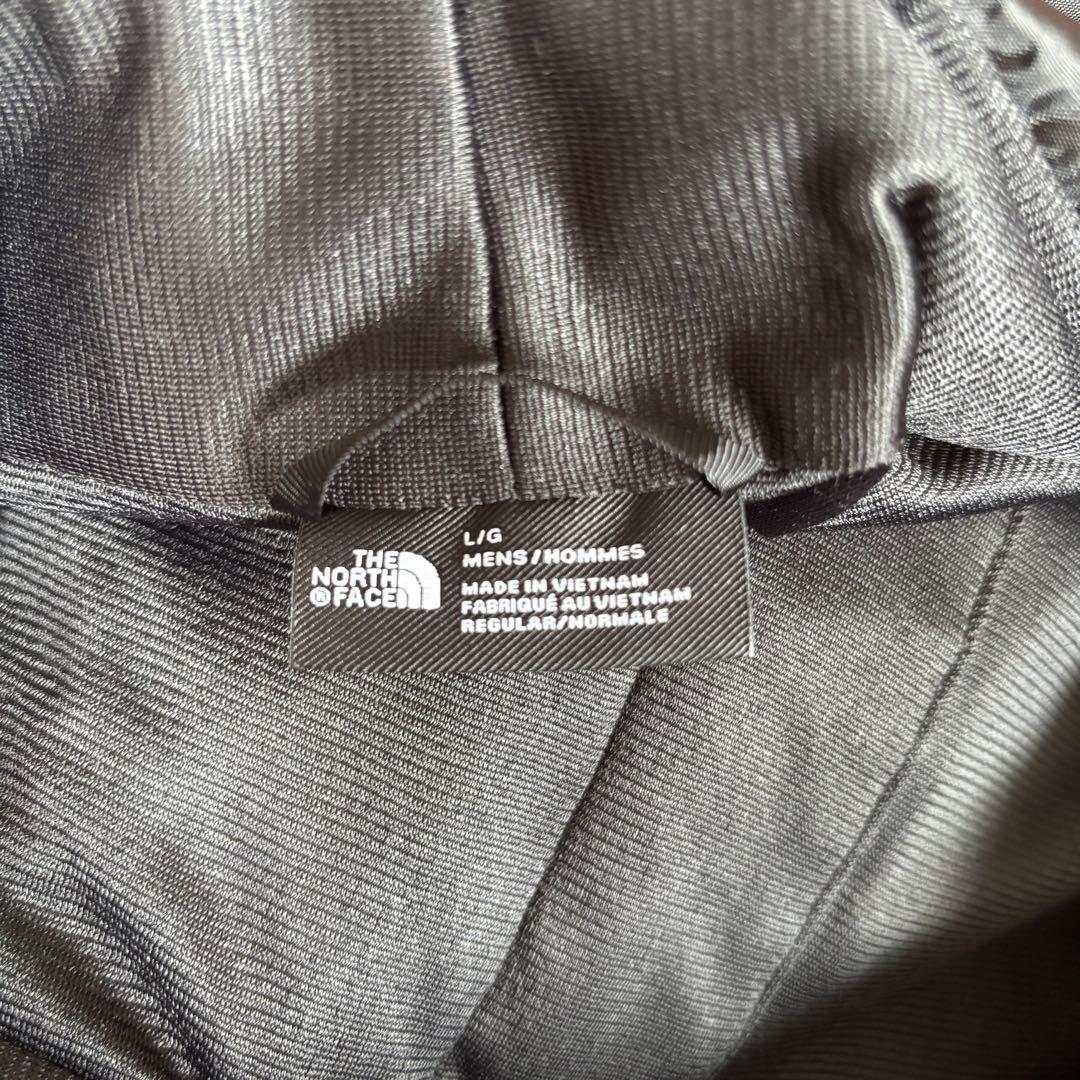 THE
NORTH
® FACE
L/G
MENS/HOMMES
MADE IN VIETNAM
FABRIQUÉ AU VIETNAM
REGULAR/NORMALE